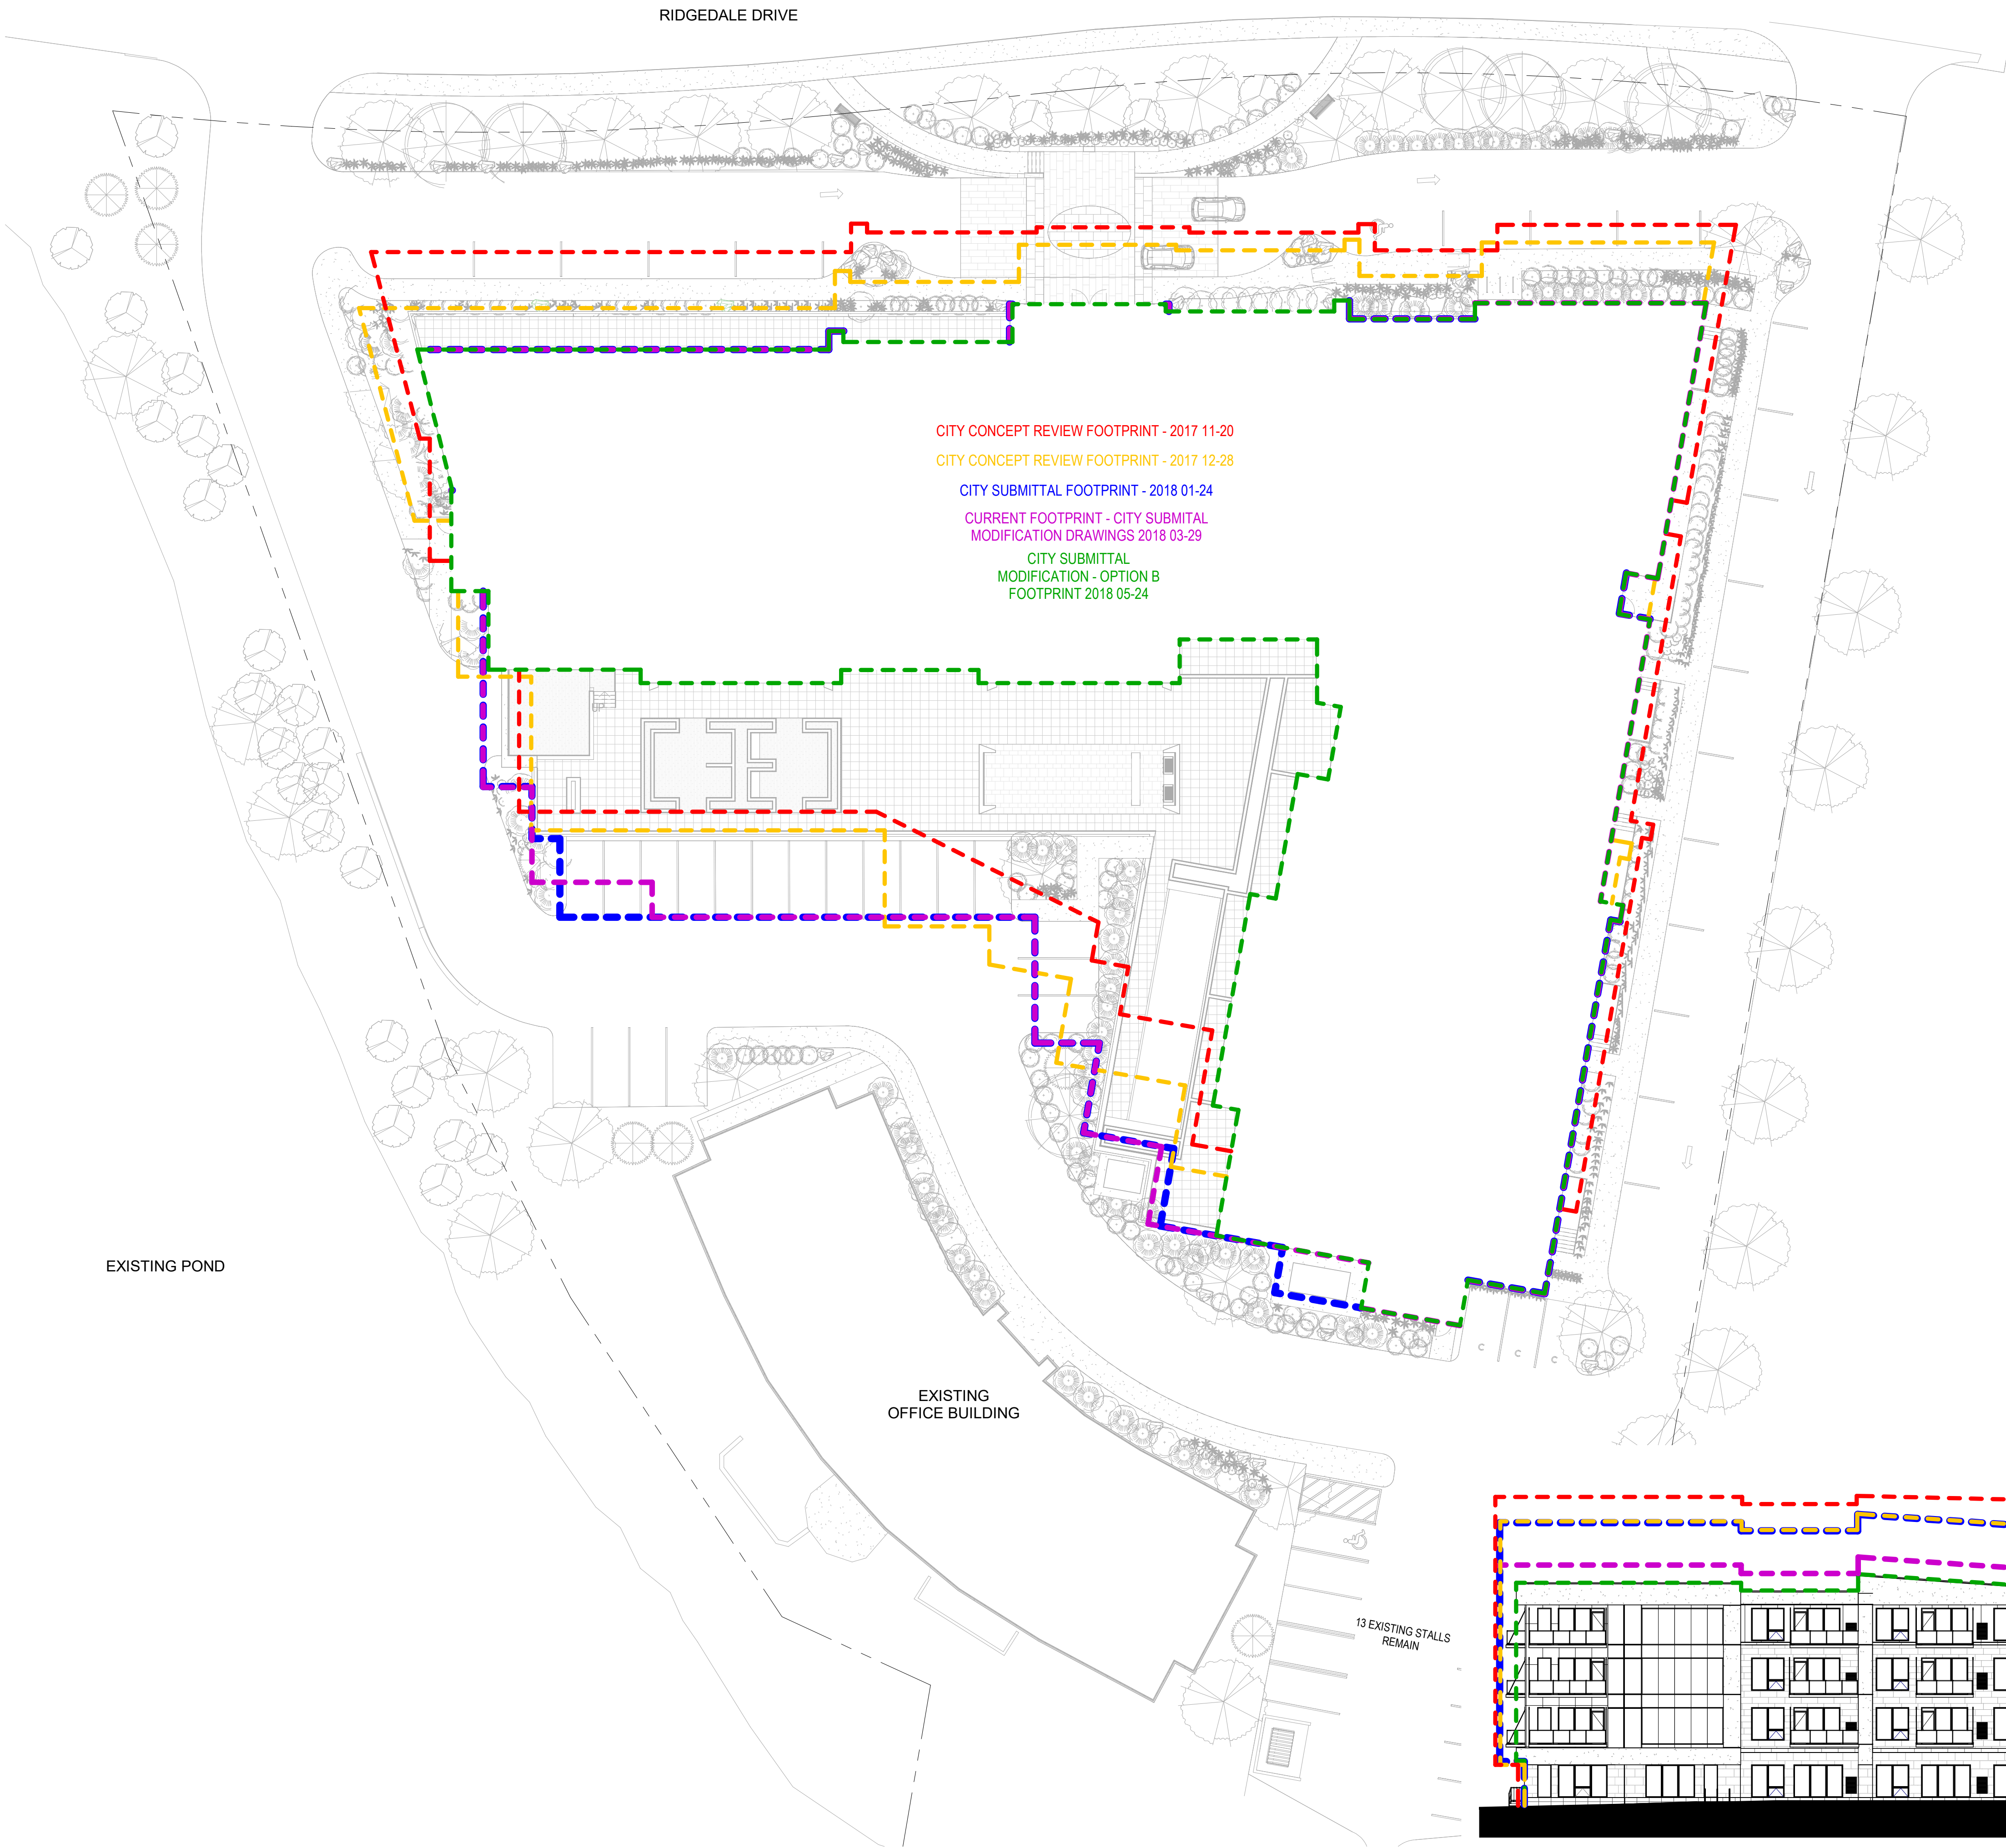 RIDGEDALE DRIVE
CITY CONCEPT REVIEW FOOTPRINT - 2017 11-20
CITY CONCEPT REVIEW FOOTPRINT - 2017 12-28
CITY SUBMITTAL FOOTPRINT - 2018 01-24
CURRENT FOOTPRINT - CITY SUBMITAL
MODIFICATION DRAWINGS 2018 03-29
CITY SUBMITTAL
MODIFICATION - OPTION B
FOOTPRINT 2018 05-24
EXISTING POND
C C C
EXISTING
OFFICE BUILDING
13 EXISTING STALLS
REMAIN